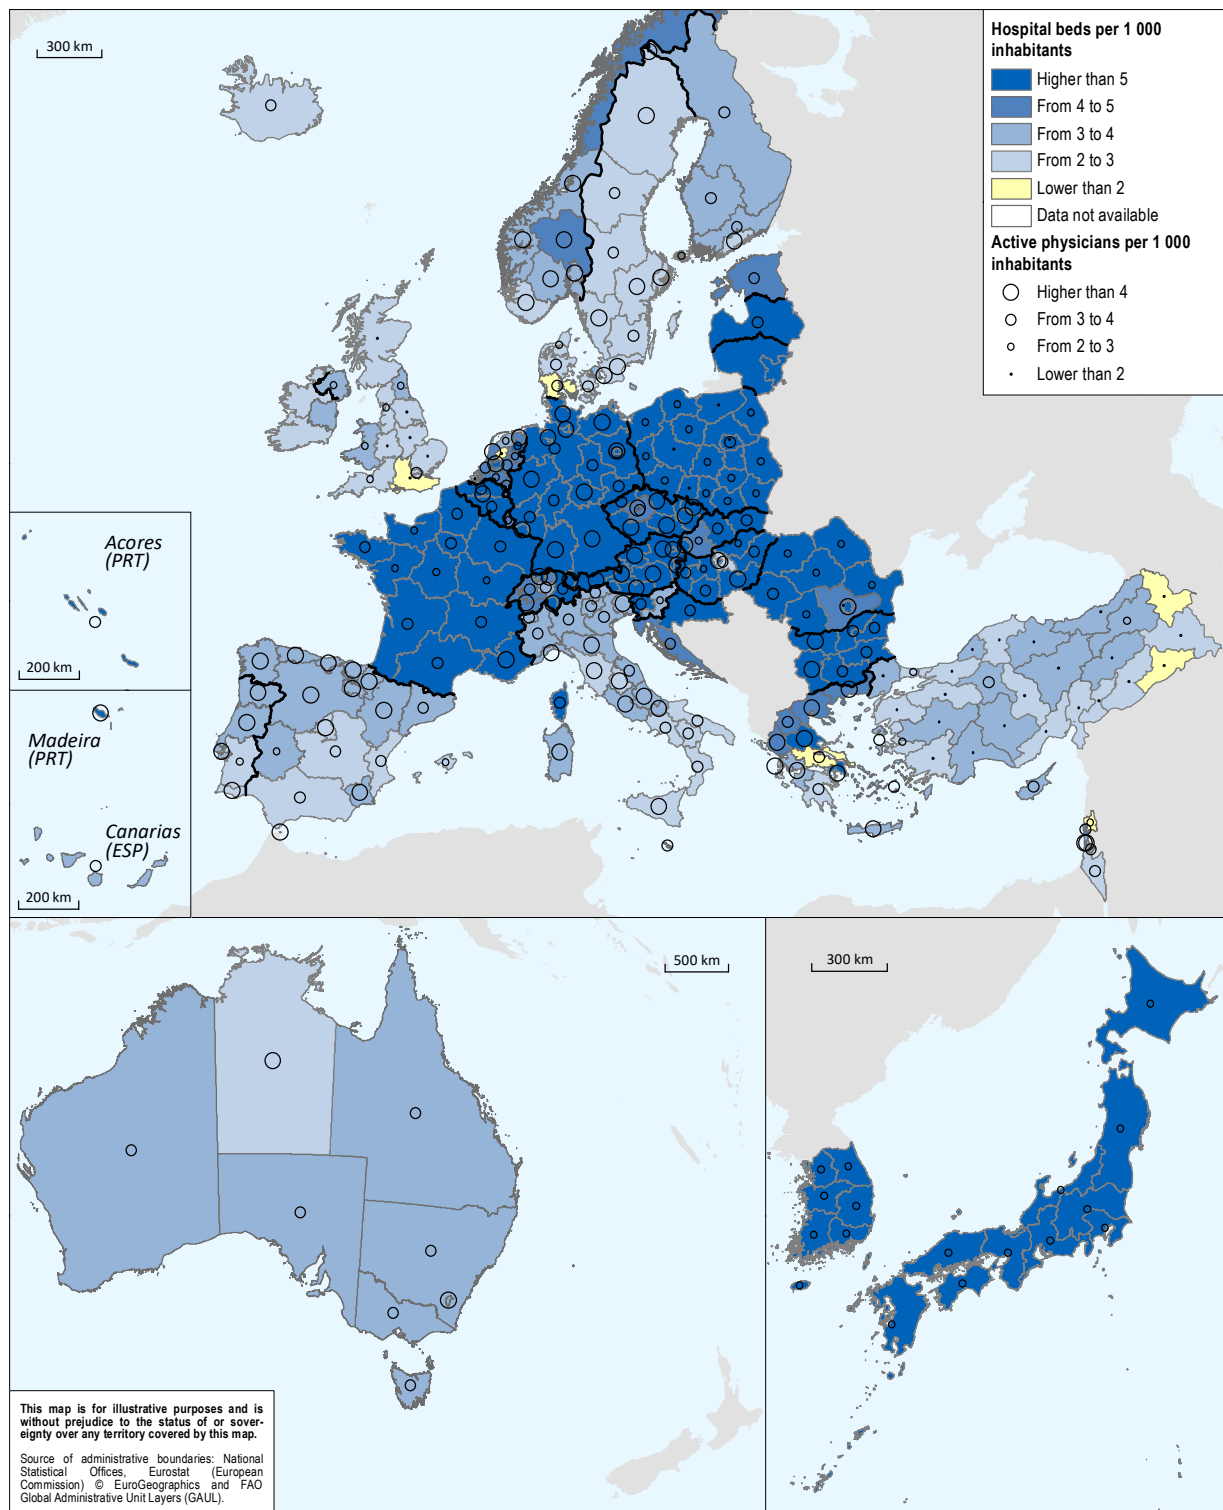 300 km
Hospital beds per 1 000
inhabitants
Higher than 5
From 4 to 5
From 3 to 4
From 2 to 3
Lower than 2
Data not available
Active physicians per 1 000
inhabitants
Higher than 4
From 3 to 4
From 2 to 3
Lower than 2
Acores
(PRT)
200 km
Madeira
(PRT)
Canarias
(ESP)
200 km
500 km
300 km
This map is for illustrative purposes and is
without prejudice to the status of or sover-
eignty over any territory covered by this map.
Source of administrative boundaries: National
Statistical Offices, Eurostat (European
Commission) © EuroGeographics and FAO
Global Administrative Unit Layers (GAUL).